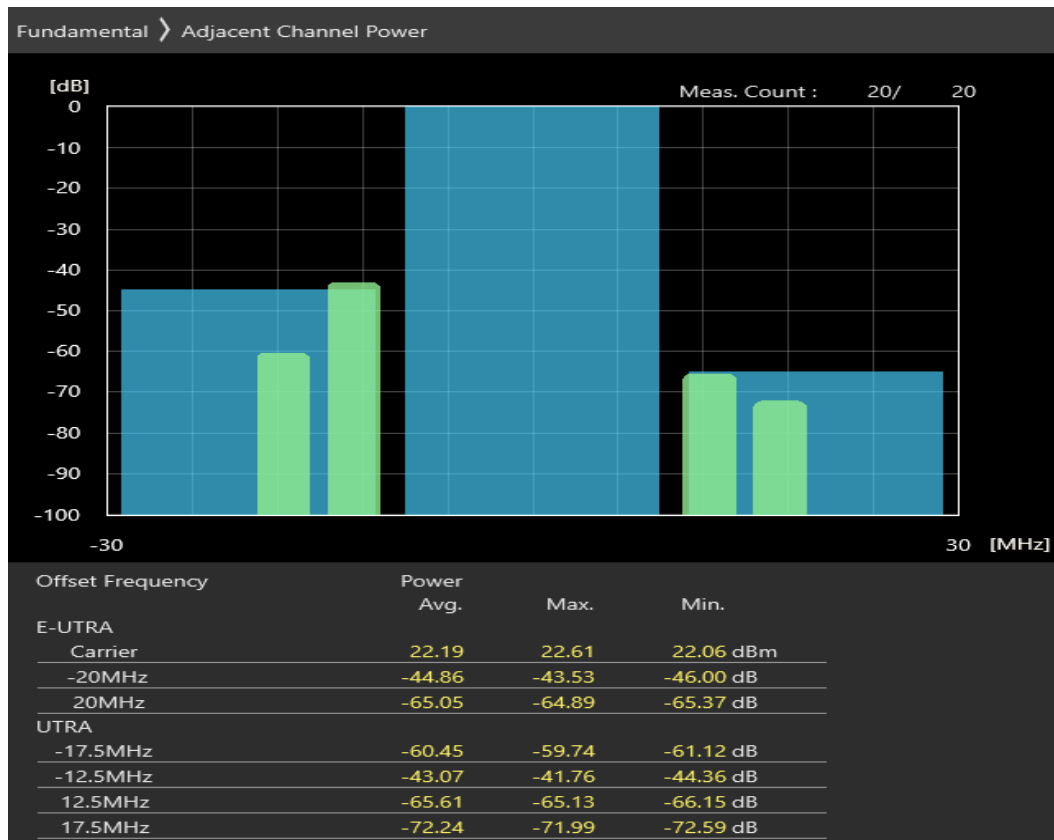 Fundamental 〉 Adjacent Channel Power
[dB]
Meas. Count : 20/ 20
0
-10
-20
-30
-40
-50
-60
-70
-80
-90
-100
-30 30 [MHz]
Offset Frequency Power
Avg. Max. Min.
E-UTRA
Carrier 22.19 22.61 22.06 dBm
-20MHz -44.86 -43.53 -46.00 dB
20MHz -65.05 -64.89 -65.37 dB
UTRA
-17.5MHz -60.45 -59.74 -61.12 dB
-12.5MHz -43.07 -41.76 -44.36 dB
12.5MHz -65.61 -65.13 -66.15 dB
17.5MHz -72.24 -71.99 -72.59 dB